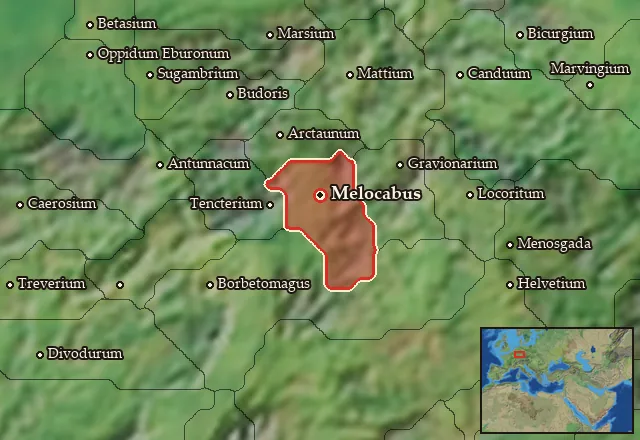 Betasium
Marsium
Bicurgium
Oppidum Eburonum
Sugambrium
Mattium
Canduum
Marvingium
Budoris
Arctaunum
Antunnacum
Gravionarium
Melocabus
Locoritum
Caerosium
Tencterium
Menosgada
Treverium
Borbetomagus
Helvetium
Divodurum